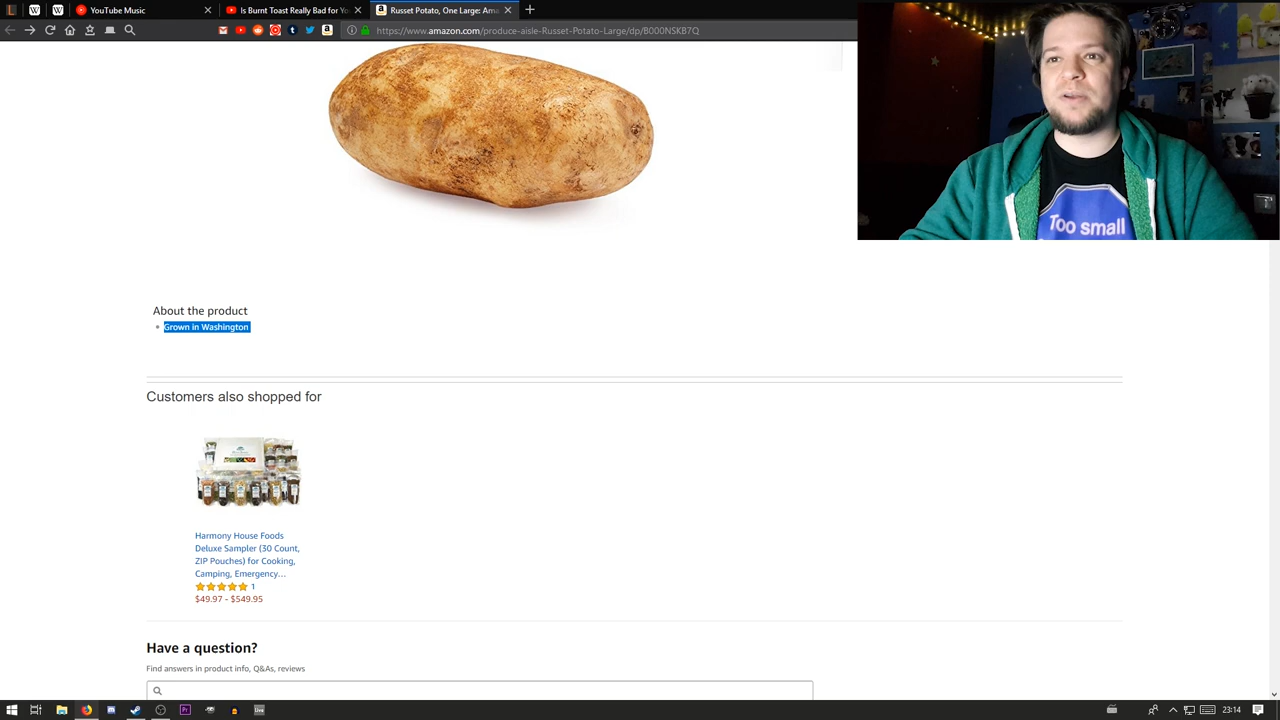 YouTube Music
Is Burnt Toast Really Bad for Yo
Russet Potato, One Large: Ama
https://www.amazon.com/produce-aisle-Russet-Potato-Large/dp/B000NSKB7Q
Too small
About the product
Grown in Washington
Customers also shopped for
Harmony House Foods
Deluxe Sampler (30 Count,
ZIP Pouches) for Cooking,
Camping, Emergency…
1
$49.97 - $549.95
Have a question?
Find answers in product info, Q&As, reviews
Pr
Live
23:14